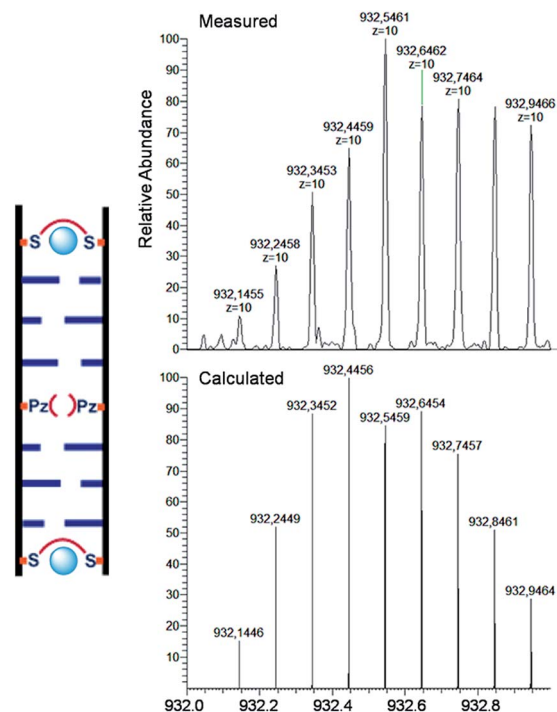 Measured
Relative Abundance
100
90
80
70
60
50
40
30
20
10
0
932,1455
z=10
932,2458
z=10
932,3453
z=10
932,4459
z=10
932,5461
z=10
932,6462
z=10
932,7464
z=10
932,9466
z=10
S S
Pz Pz
S S
Calculated
100
90
80
70
60
50
40
30
20
10
932,1446
932,2449
932,3452
932,4456
932,5459
932,6454
932,7457
932,8461
932,9464
932.0 932.2 932.4 932.6 932.8